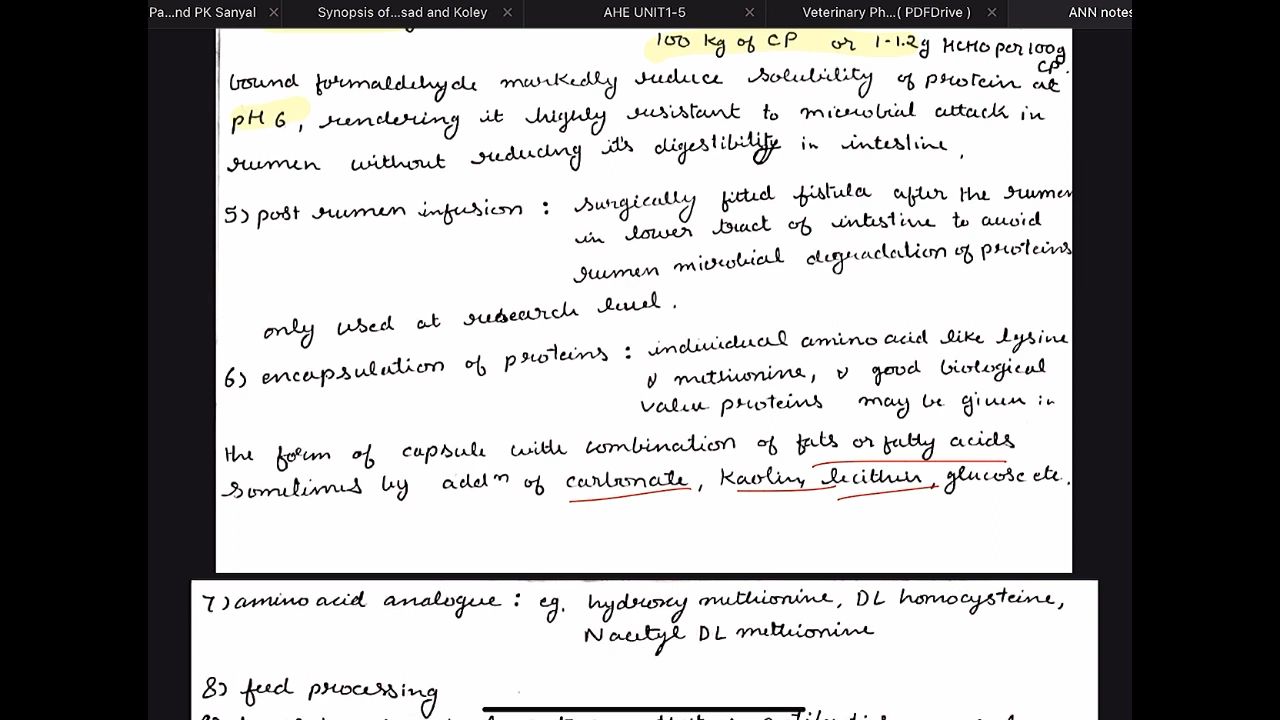 Pa...nd PK Sanyal
Synopsis of...sad and Koley
AHE UNIT1-5
Veterinary Ph...( PDFDrive )
ANN notes
100 kg of CP or 1-1.2g HCHO per 100g
CP.
bound formaldehyde markedly reduce solubility of protein at
pH 6, rendering it highly resistant to microbial attack in
rumen without reducing it's digestibility in intestine.
5) post rumen infusion : surgically fitted fistula after the rumen
in lower tract of intestine to avoid
rumen microbial degradation of proteins
only used at research level.
6) encapsulation of proteins : individual amino acid like lysine
& methionine, & good biological
value proteins may be given in
the form of capsule with combination of fats or fatty acids
sometimes by addn of carbonate, Kaolin, lecithin, glucose etc.
7) amino acid analogue : eg. hydroxy methionine, DL homocysteine,
N acetyl DL methionine
8) feed processing